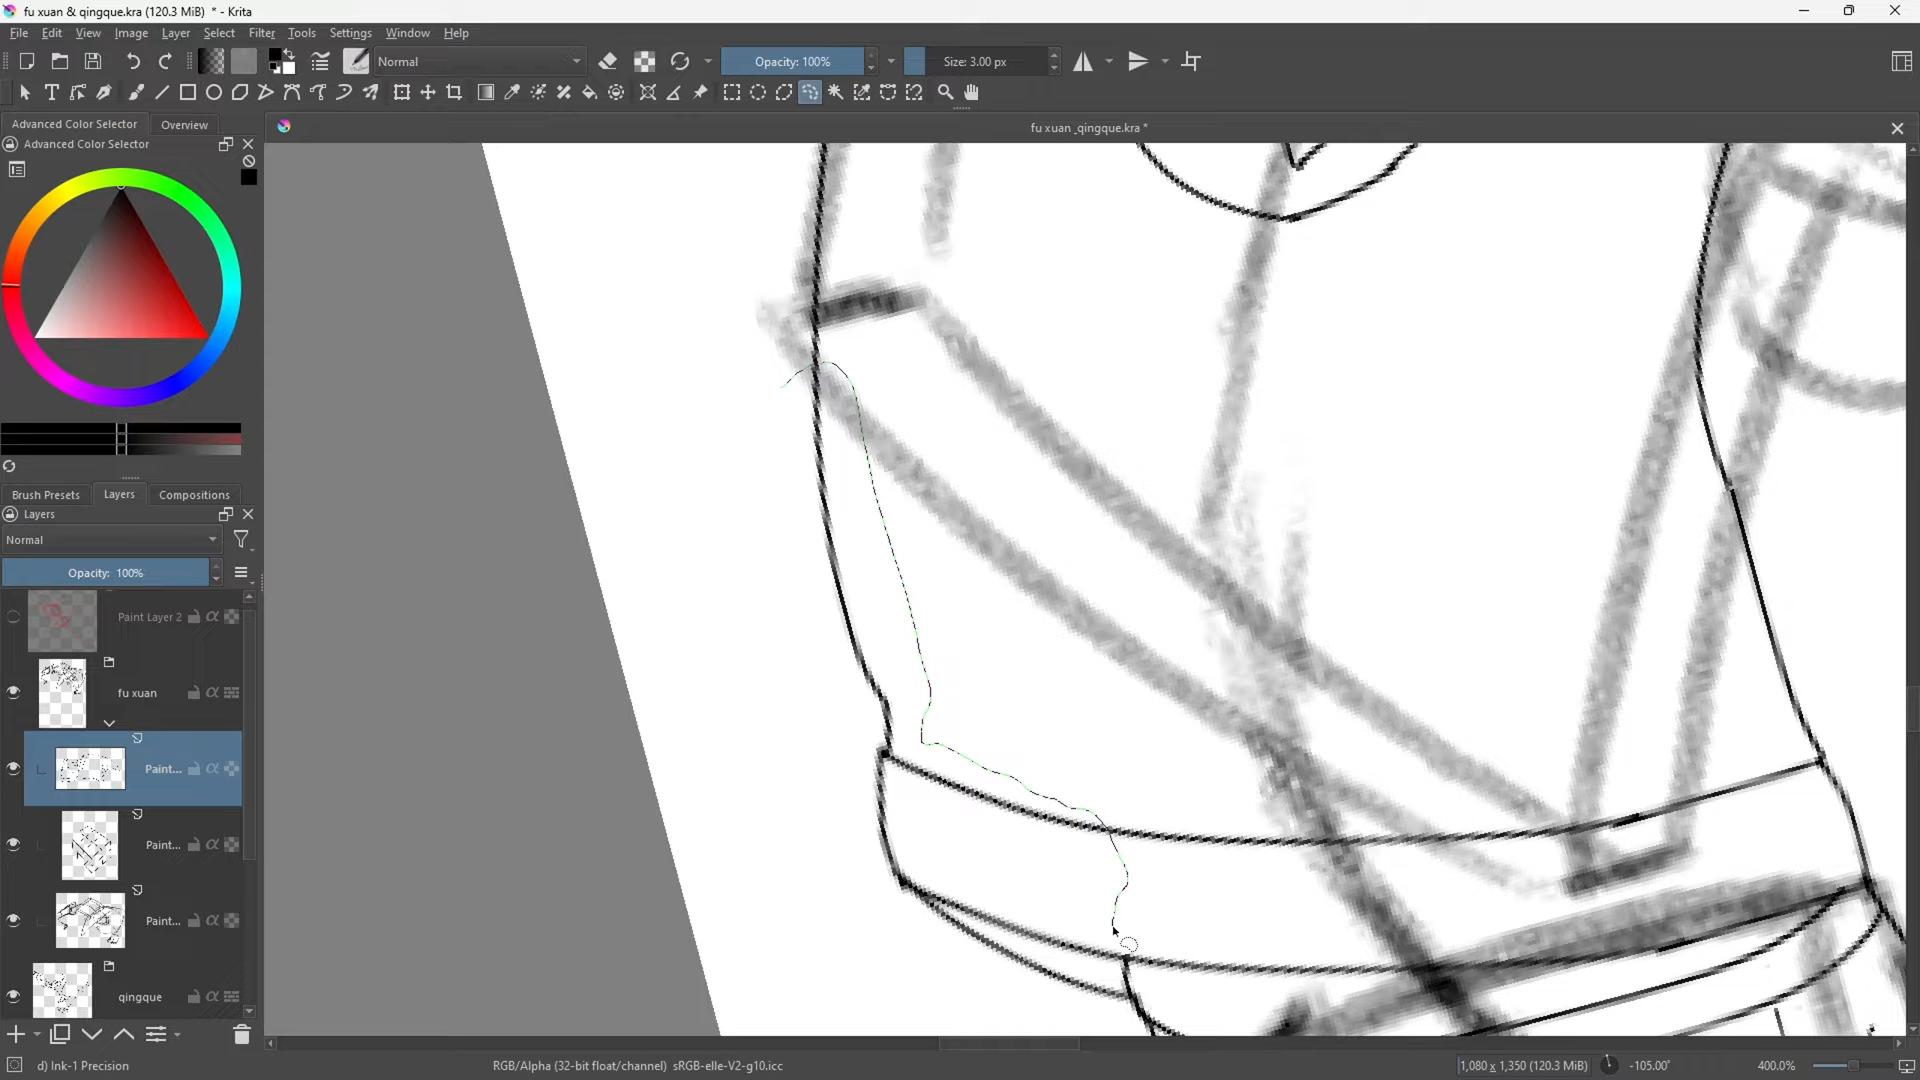 fu xuan & qingque.kra (120.3 MiB)  * - Krita
File Edit View Image Layer Select Filter Tools Settings Window Help
Normal
Opacity: 100%
Size: 3.00 px
Advanced Color Selector
Overview
fu xuan _qingque.kra *
Advanced Color Selector
Brush Presets
Layers
Compositions
Layers
Normal
Opacity:  100%
Paint Layer 2
fu xuan
Paint...
Paint...
Paint...
qingque
d) Ink-1 Precision
RGB/Alpha (32-bit float/channel)  sRGB-elle-V2-g10.icc
1,080 x 1,350 (120.3 MiB)
-105.00°
400.0%